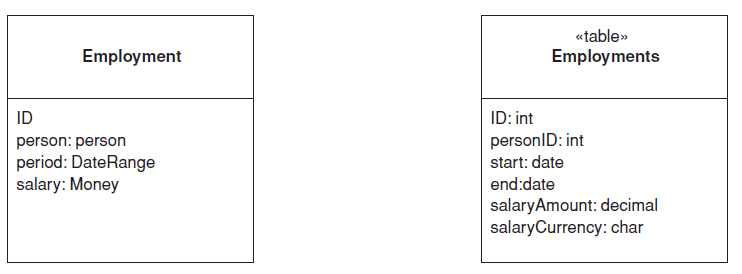 Employment
ID
person: person
period: DateRange
salary: Money
«table»
Employments
ID: int
personID: int
start: date
end:date
salaryAmount: decimal
salaryCurrency: char